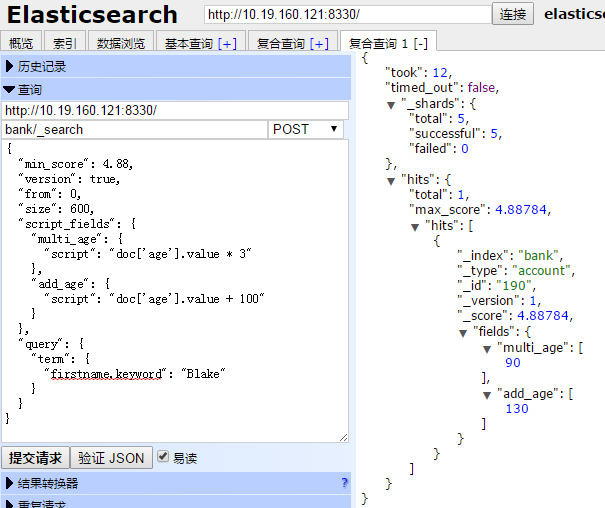 Elasticsearch http://10.19.160.121:8330/ 连接 elastics
概览 索引 数据浏览 基本查询 [+] 复合查询 [+] 复合查询 1 [-]
历史记录
查询
http://10.19.160.121:8330/
bank/_search POST
{
"min_score": 4.88,
"version": true,
"from": 0,
"size": 600,
"script_fields": {
"multi_age": {
"script": "doc['age'].value * 3"
},
"add_age": {
"script": "doc['age'].value + 100"
}
},
"query": {
"term": {
"firstname.keyword": "Blake"
}
}
}
提交请求 验证 JSON 易读
结果转换器 ?
重复请求
{
"took": 12,
"timed_out": false,
"_shards": {
"total": 5,
"successful": 5,
"failed": 0
},
"hits": {
"total": 1,
"max_score": 4.88784,
"hits": [
{
"_index": "bank",
"_type": "account",
"_id": "190",
"_version": 1,
"_score": 4.88784,
"fields": {
"multi_age": [
90
],
"add_age": [
130
]
}
}
]
}
}